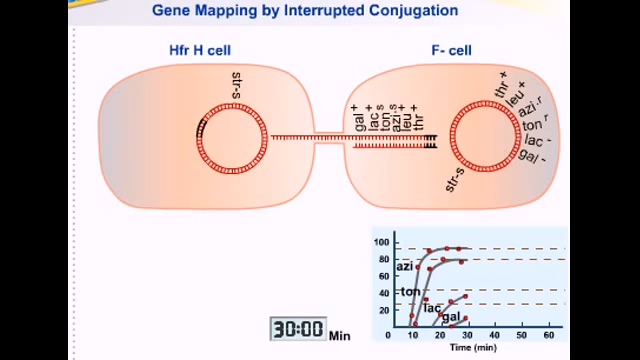 Gene Mapping by Interrupted Conjugation
Hfr H cell
F- cell
str-s
gal +
lac +
ton s
azi s
leu +
thr +
thr +
leu +
azi r
ton r
lac -
gal -
str-s
100
80
60
40
20
0
azi
ton
lac
gal
10 20 30 40 50 60
Time (min)
30:00 Min